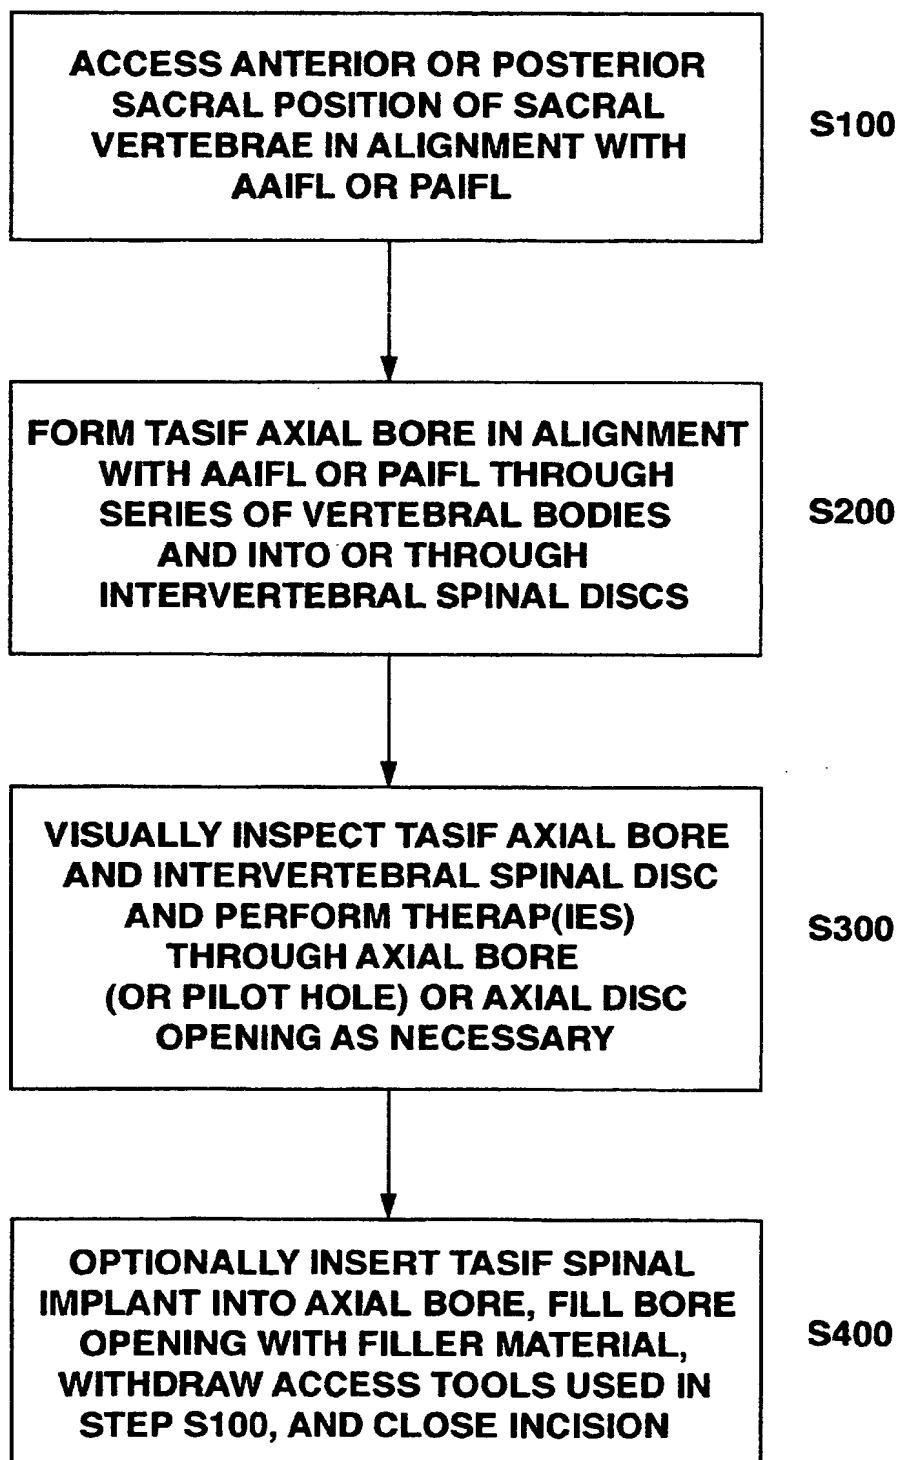 ACCESS ANTERIOR OR POSTERIOR
SACRAL POSITION OF SACRAL
VERTEBRAE IN ALIGNMENT WITH
AAIFL OR PAIFL
S100
FORM TASIF AXIAL BORE IN ALIGNMENT
WITH AAIFL OR PAIFL THROUGH
SERIES OF VERTEBRAL BODIES
AND INTO OR THROUGH
INTERVERTEBRAL SPINAL DISCS
S200
VISUALLY INSPECT TASIF AXIAL BORE
AND INTERVERTEBRAL SPINAL DISC
AND PERFORM THERAP(IES)
THROUGH AXIAL BORE
(OR PILOT HOLE) OR AXIAL DISC
OPENING AS NECESSARY
S300
OPTIONALLY INSERT TASIF SPINAL
IMPLANT INTO AXIAL BORE, FILL BORE
OPENING WITH FILLER MATERIAL,
WITHDRAW ACCESS TOOLS USED IN
STEP S100, AND CLOSE INCISION
S400